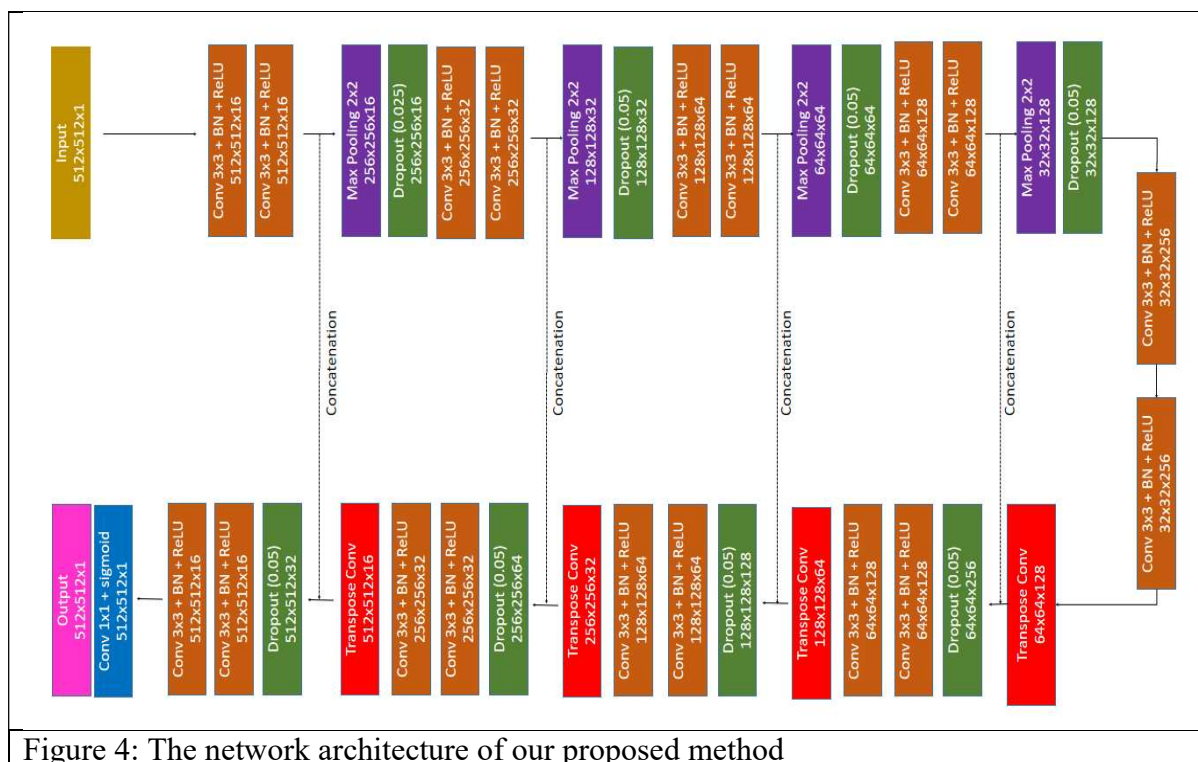 Input
512x512x1
Conv 3x3 + BN + ReLU
512x512x16
Conv 3x3 + BN + ReLU
512x512x16
Max Pooling 2x2
256x256x16
Dropout (0.025)
256x256x16
Conv 3x3 + BN + ReLU
256x256x32
Conv 3x3 + BN + ReLU
256x256x32
Max Pooling 2x2
128x128x32
Dropout (0.05)
128x128x32
Conv 3x3 + BN + ReLU
128x128x64
Conv 3x3 + BN + ReLU
128x128x64
Max Pooling 2x2
64x64x64
Dropout (0.05)
64x64x64
Conv 3x3 + BN + ReLU
64x64x128
Conv 3x3 + BN + ReLU
64x64x128
Max Pooling 2x2
32x32x128
Dropout (0.05)
32x32x128
Conv 3x3 + BN + ReLU
32x32x256
Conv 3x3 + BN + ReLU
32x32x256
Concatenation
Concatenation
Concatenation
Concatenation
Output
512x512x1
Conv 1x1 + sigmoid
512x512x1
Conv 3x3 + BN + ReLU
512x512x16
Conv 3x3 + BN + ReLU
512x512x16
Dropout (0.05)
512x512x32
Transpose Conv
512x512x16
Conv 3x3 + BN + ReLU
256x256x32
Conv 3x3 + BN + ReLU
256x256x32
Dropout (0.05)
256x256x64
Transpose Conv
256x256x32
Conv 3x3 + BN + ReLU
128x128x64
Conv 3x3 + BN + ReLU
128x128x64
Dropout (0.05)
128x128x128
Transpose Conv
128x128x64
Conv 3x3 + BN + ReLU
64x64x128
Conv 3x3 + BN + ReLU
64x64x128
Dropout (0.05)
64x64x256
Transpose Conv
64x64x128
Figure 4: The network architecture of our proposed method